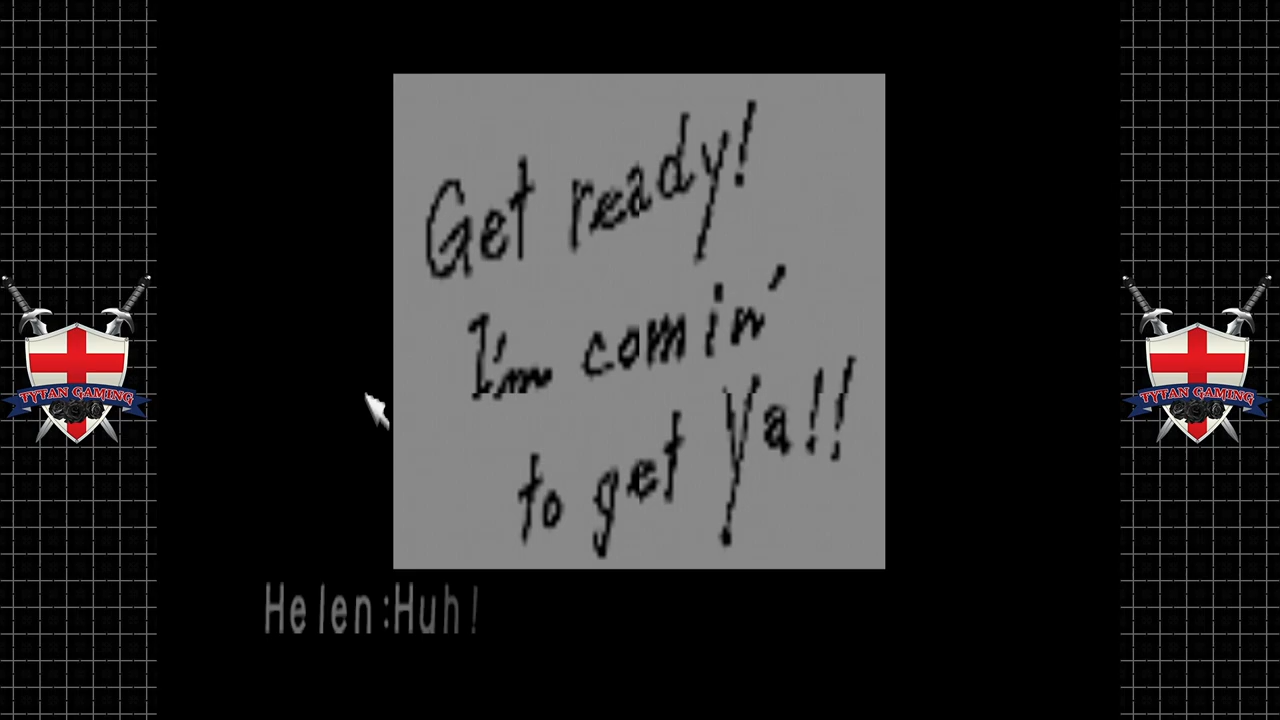 Get ready!
I'm comin'
to get Ya!!
Helen:Huh!
TYTAN GAMING
TYTAN GAMING